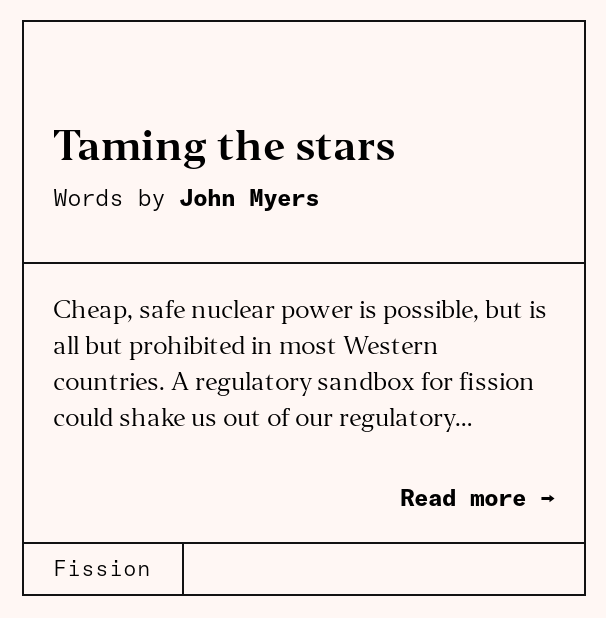 Taming the stars
Words by John Myers
Cheap, safe nuclear power is possible, but is
all but prohibited in most Western
countries. A regulatory sandbox for fission
could shake us out of our regulatory...
Read more →
Fission